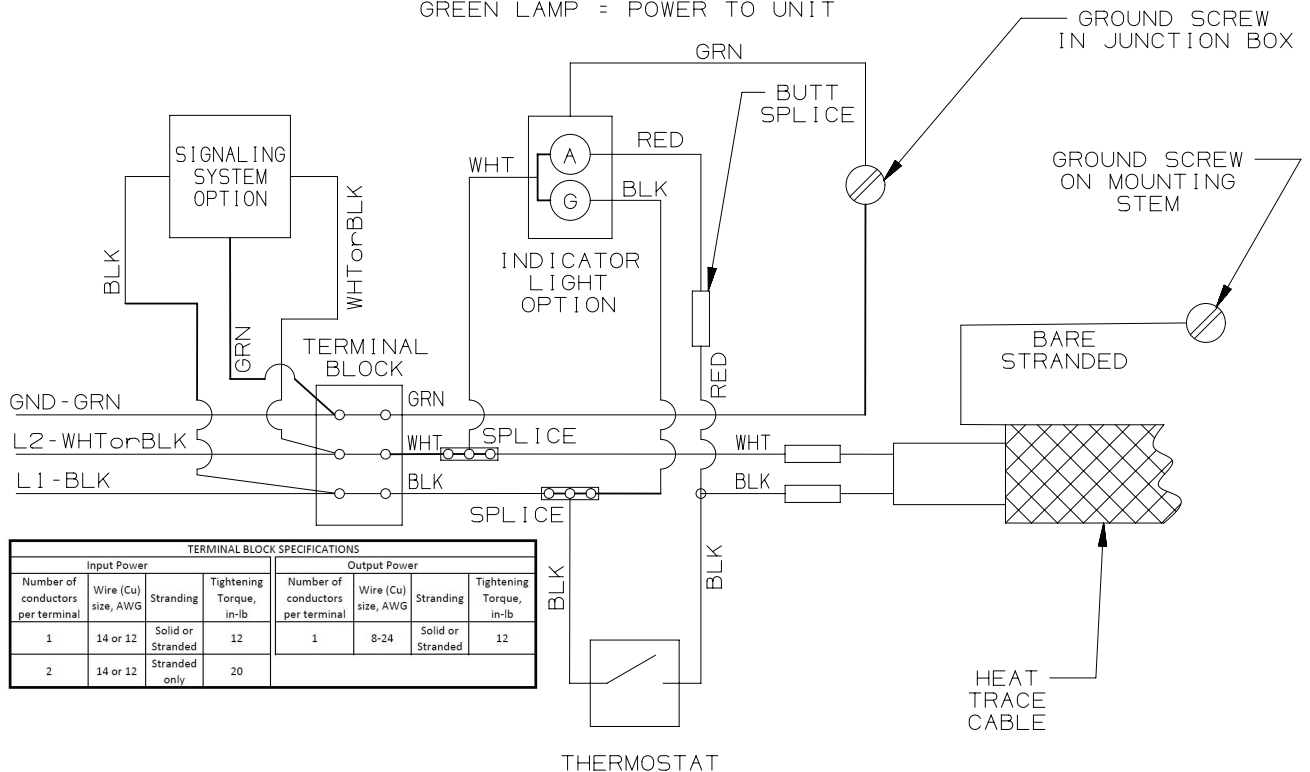 GREEN LAMP = POWER TO UNIT
GROUND SCREW
IN JUNCTION BOX
GRN
BUTT
SPLICE
SIGNALING
SYSTEM
OPTION
WHT
A
RED
G
BLK
GROUND SCREW
ON MOUNTING
STEM
BLK
WHTorBLK
INDICATOR
LIGHT
OPTION
GRN
TERMINAL
BLOCK
RED
BARE
STRANDED
GND-GRN
GRN
L2-WHTorBLK
WHT
SPLICE
WHT
L1-BLK
BLK
SPLICE
BLK
TERMINAL BLOCK SPECIFICATIONS
Input Power
Output Power
Number of
conductors
per terminal
Wire (Cu)
size, AWG
Stranding
Tightening
Torque,
in-lb
Number of
conductors
per terminal
Wire (Cu)
size, AWG
Stranding
Tightening
Torque,
in-lb
1
14 or 12
Solid or
Stranded
12
1
8-24
Solid or
Stranded
12
2
14 or 12
Stranded
only
20
BLK
BLK
THERMOSTAT
HEAT
TRACE
CABLE